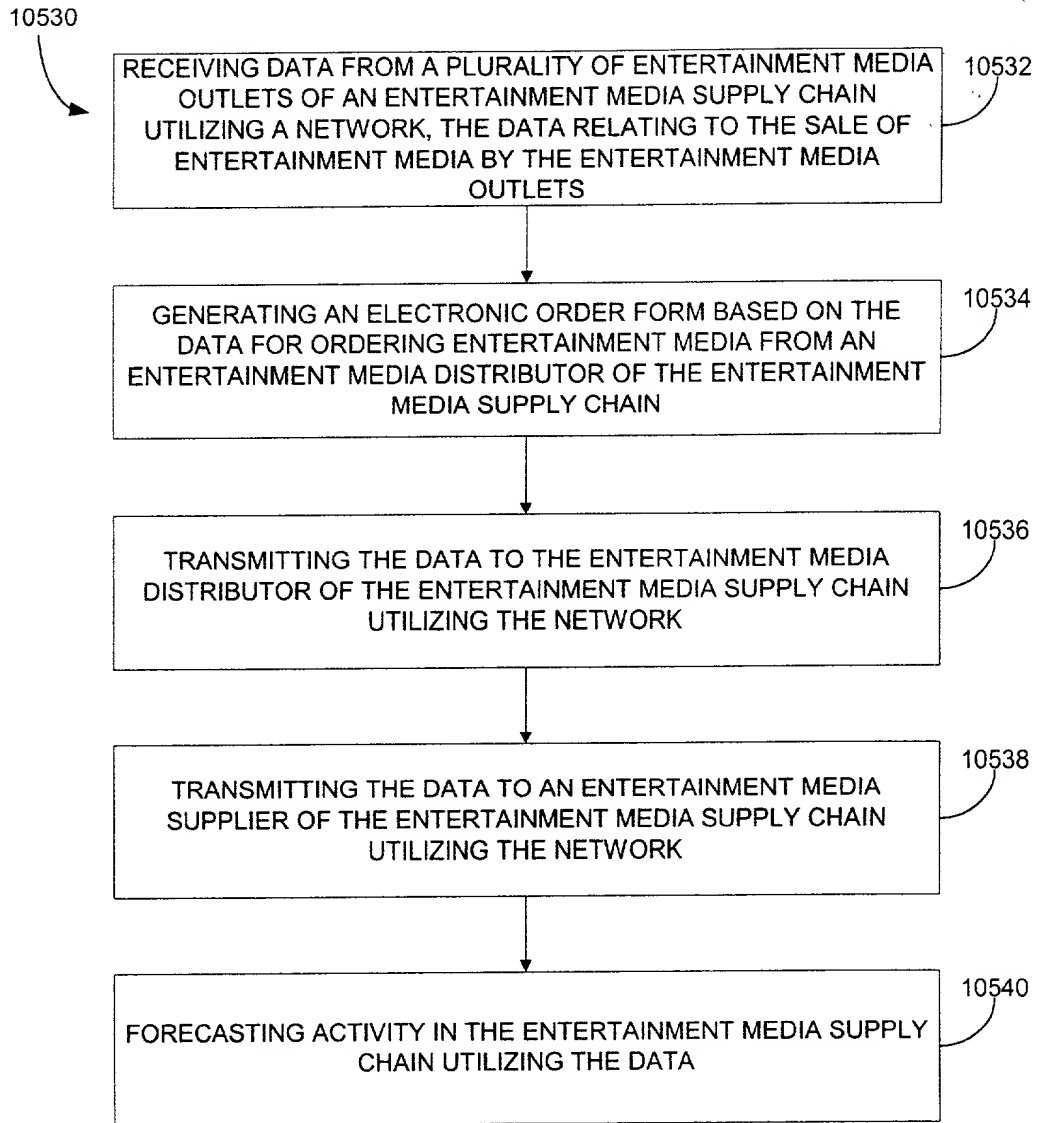 10530
RECEIVING DATA FROM A PLURALITY OF ENTERTAINMENT MEDIA
OUTLETS OF AN ENTERTAINMENT MEDIA SUPPLY CHAIN
UTILIZING A NETWORK, THE DATA RELATING TO THE SALE OF
ENTERTAINMENT MEDIA BY THE ENTERTAINMENT MEDIA
OUTLETS
10532
GENERATING AN ELECTRONIC ORDER FORM BASED ON THE
DATA FOR ORDERING ENTERTAINMENT MEDIA FROM AN
ENTERTAINMENT MEDIA DISTRIBUTOR OF THE ENTERTAINMENT
MEDIA SUPPLY CHAIN
10534
TRANSMITTING THE DATA TO THE ENTERTAINMENT MEDIA
DISTRIBUTOR OF THE ENTERTAINMENT MEDIA SUPPLY CHAIN
UTILIZING THE NETWORK
10536
TRANSMITTING THE DATA TO AN ENTERTAINMENT MEDIA
SUPPLIER OF THE ENTERTAINMENT MEDIA SUPPLY CHAIN
UTILIZING THE NETWORK
10538
FORECASTING ACTIVITY IN THE ENTERTAINMENT MEDIA SUPPLY
CHAIN UTILIZING THE DATA
10540